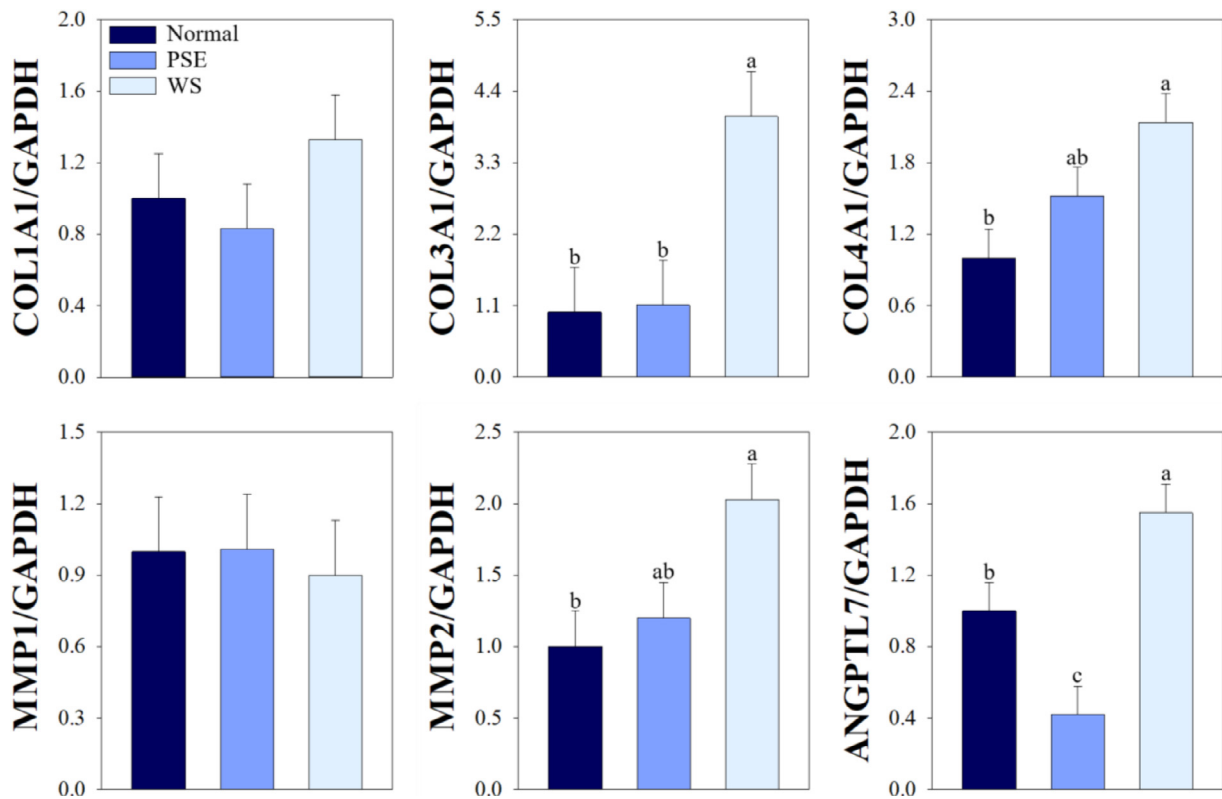 COL1A1/GAPDH
2.0
1.6
1.2
0.8
0.4
0.0
Normal
PSE
WS
COL3A1/GAPDH
5.5
4.4
3.3
2.2
1.1
0.0
b
b
a
COL4A1/GAPDH
3.0
2.4
1.8
1.2
0.6
0.0
b
ab
a
MMP1/GAPDH
1.5
1.2
0.9
0.6
0.3
0.0
MMP2/GAPDH
2.5
2.0
1.5
1.0
0.5
0.0
b
ab
a
ANGPTL7/GAPDH
2.0
1.6
1.2
0.8
0.4
0.0
b
c
a